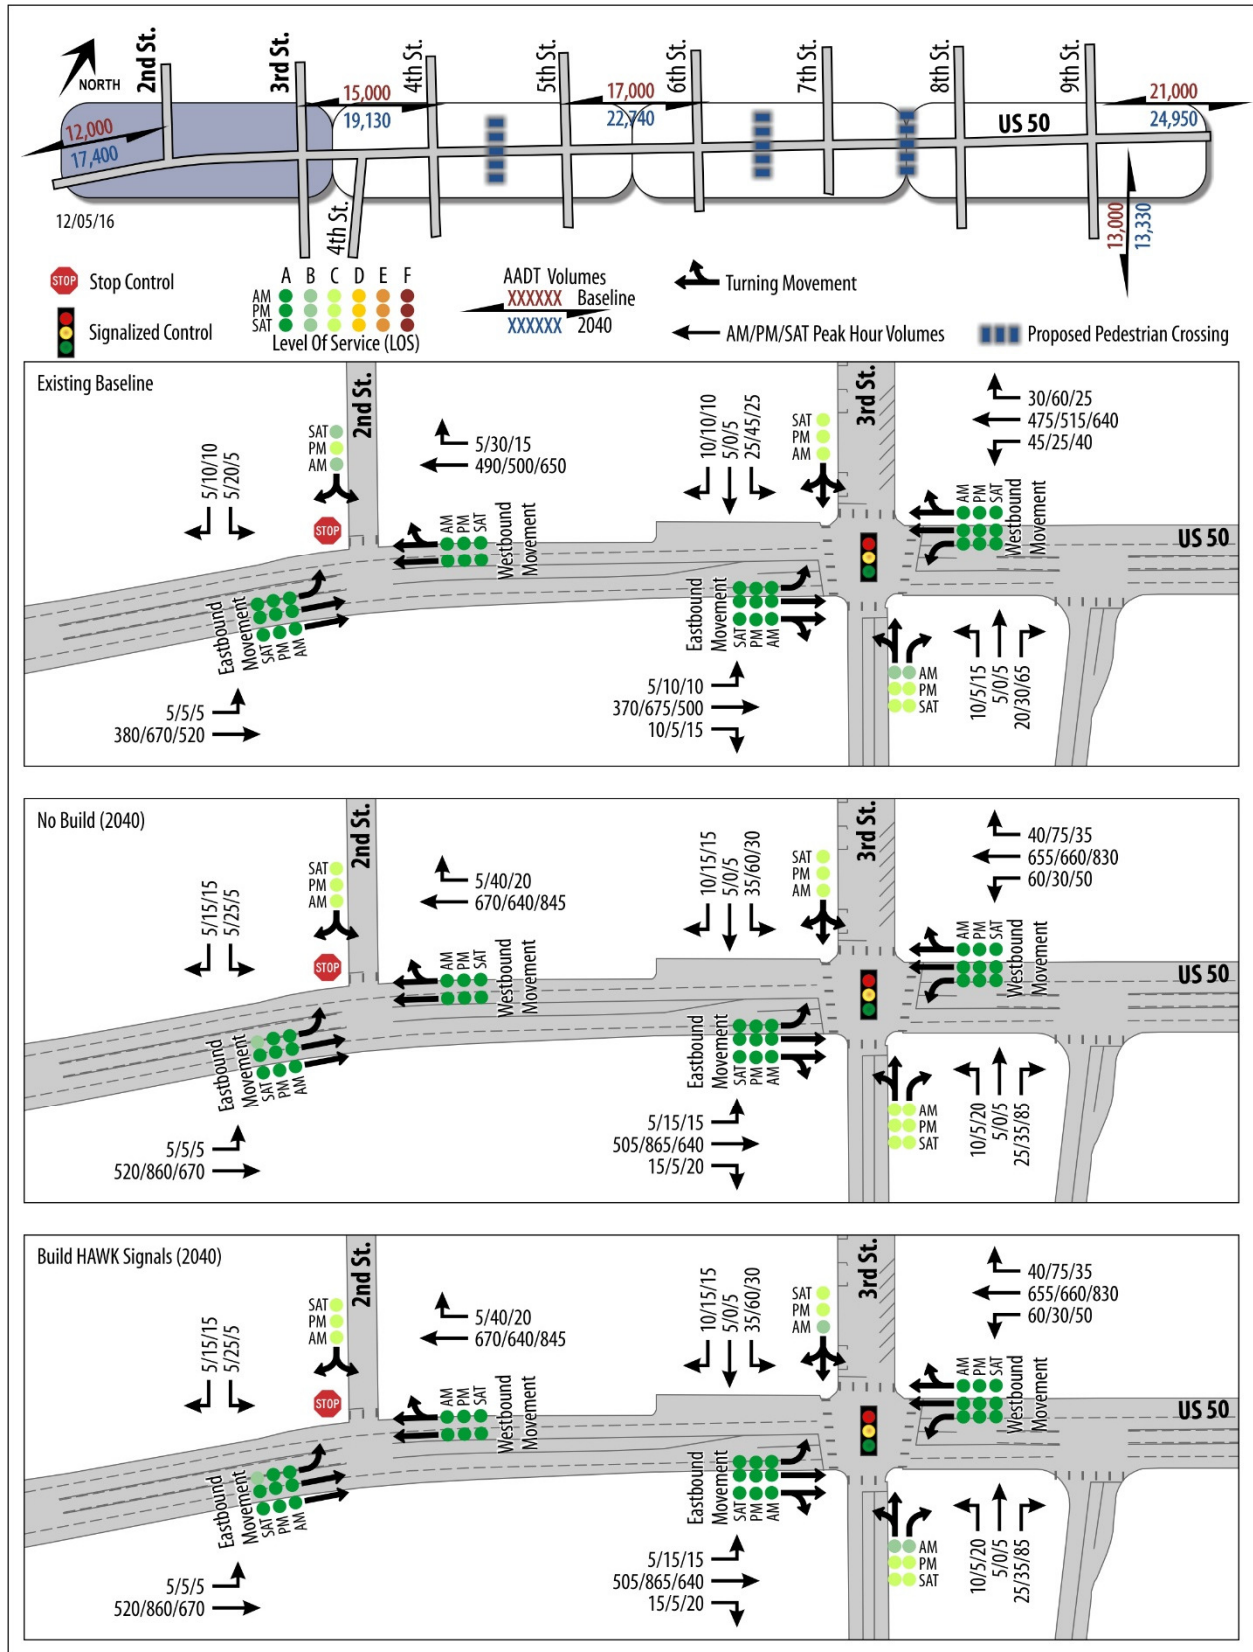 NORTH
2nd St.
3rd St.
4th St.
5th St.
6th St.
7th St.
8th St.
9th St.
4th St.
US 50
12,000
17,400
15,000
19,130
17,000
22,740
21,000
24,950
13,000
13,330
12/05/16
STOP Stop Control
Signalized Control
A B C D E F
AM
PM
SAT
Level Of Service (LOS)
AADT Volumes
XXXXXX Baseline
XXXXXX 2040
Turning Movement
AM/PM/SAT Peak Hour Volumes
Proposed Pedestrian Crossing
Existing Baseline
2nd St.
3rd St.
US 50
5/10/10
5/20/5
SAT
PM
AM
STOP
5/30/15
490/500/650
AM PM SAT
Westbound
Movement
Eastbound
Movement
SAT PM AM
5/5/5
380/670/520
10/10/10
5/0/5
25/45/25
SAT
PM
AM
30/60/25
475/515/640
45/25/40
AM PM SAT
Westbound
Movement
Eastbound
Movement
SAT PM AM
5/10/10
370/675/500
10/5/15
AM
PM
SAT
10/5/15
5/0/5
20/30/65
No Build (2040)
2nd St.
3rd St.
US 50
5/15/15
5/25/5
SAT
PM
AM
STOP
5/40/20
670/640/845
AM PM SAT
Westbound
Movement
Eastbound
Movement
SAT PM AM
5/5/5
520/860/670
10/15/15
5/0/5
35/60/30
SAT
PM
AM
40/75/35
655/660/830
60/30/50
AM PM SAT
Westbound
Movement
Eastbound
Movement
SAT PM AM
5/15/15
505/865/640
15/5/20
AM
PM
SAT
10/5/20
5/0/5
25/35/85
Build HAWK Signals (2040)
2nd St.
3rd St.
US 50
5/15/15
5/25/5
SAT
PM
AM
STOP
5/40/20
670/640/845
AM PM SAT
Westbound
Movement
Eastbound
Movement
SAT PM AM
5/5/5
520/860/670
10/15/15
5/0/5
35/60/30
SAT
PM
AM
40/75/35
655/660/830
60/30/50
AM PM SAT
Westbound
Movement
Eastbound
Movement
SAT PM AM
5/15/15
505/865/640
15/5/20
AM
PM
SAT
10/5/20
5/0/5
25/35/85